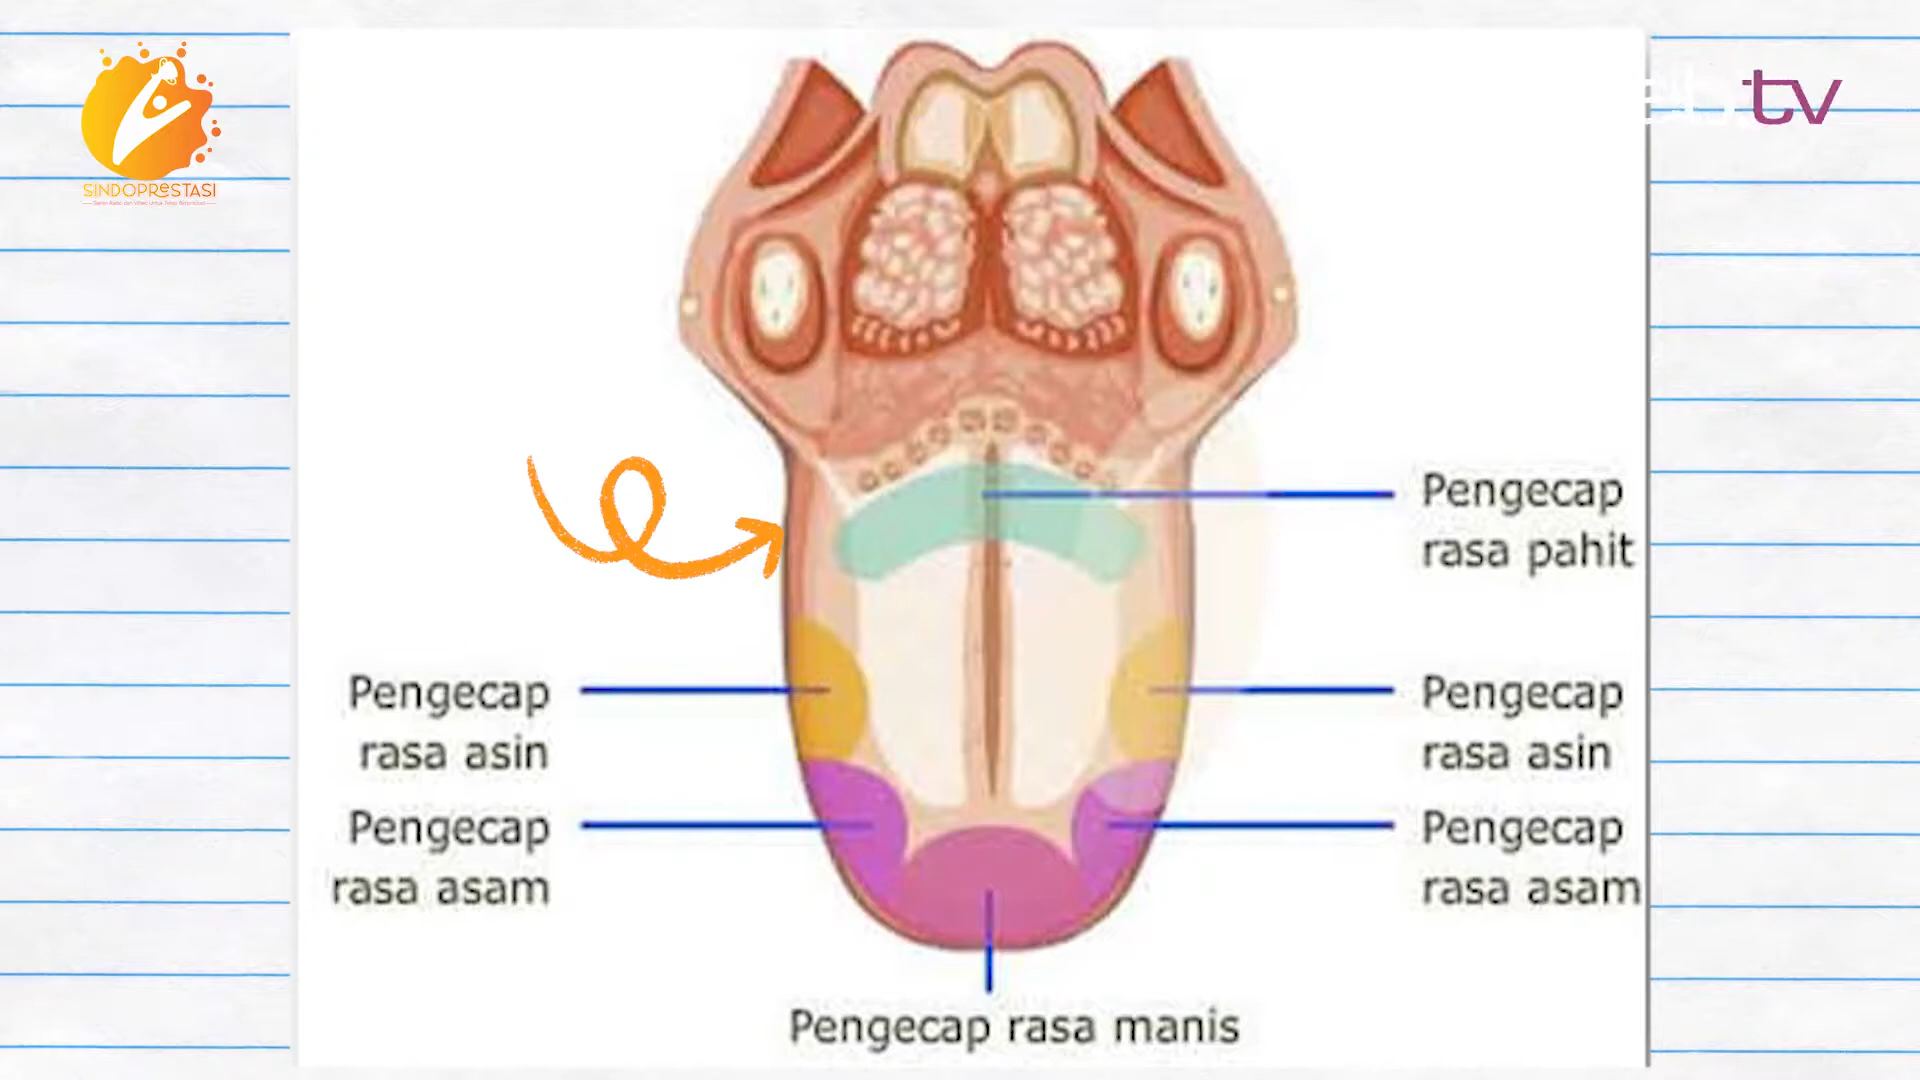 SINDOPRESTASI
tv
Pengecap
rasa pahit
Pengecap
rasa asin
Pengecap
rasa asin
Pengecap
rasa asam
Pengecap
rasa asam
Pengecap rasa manis